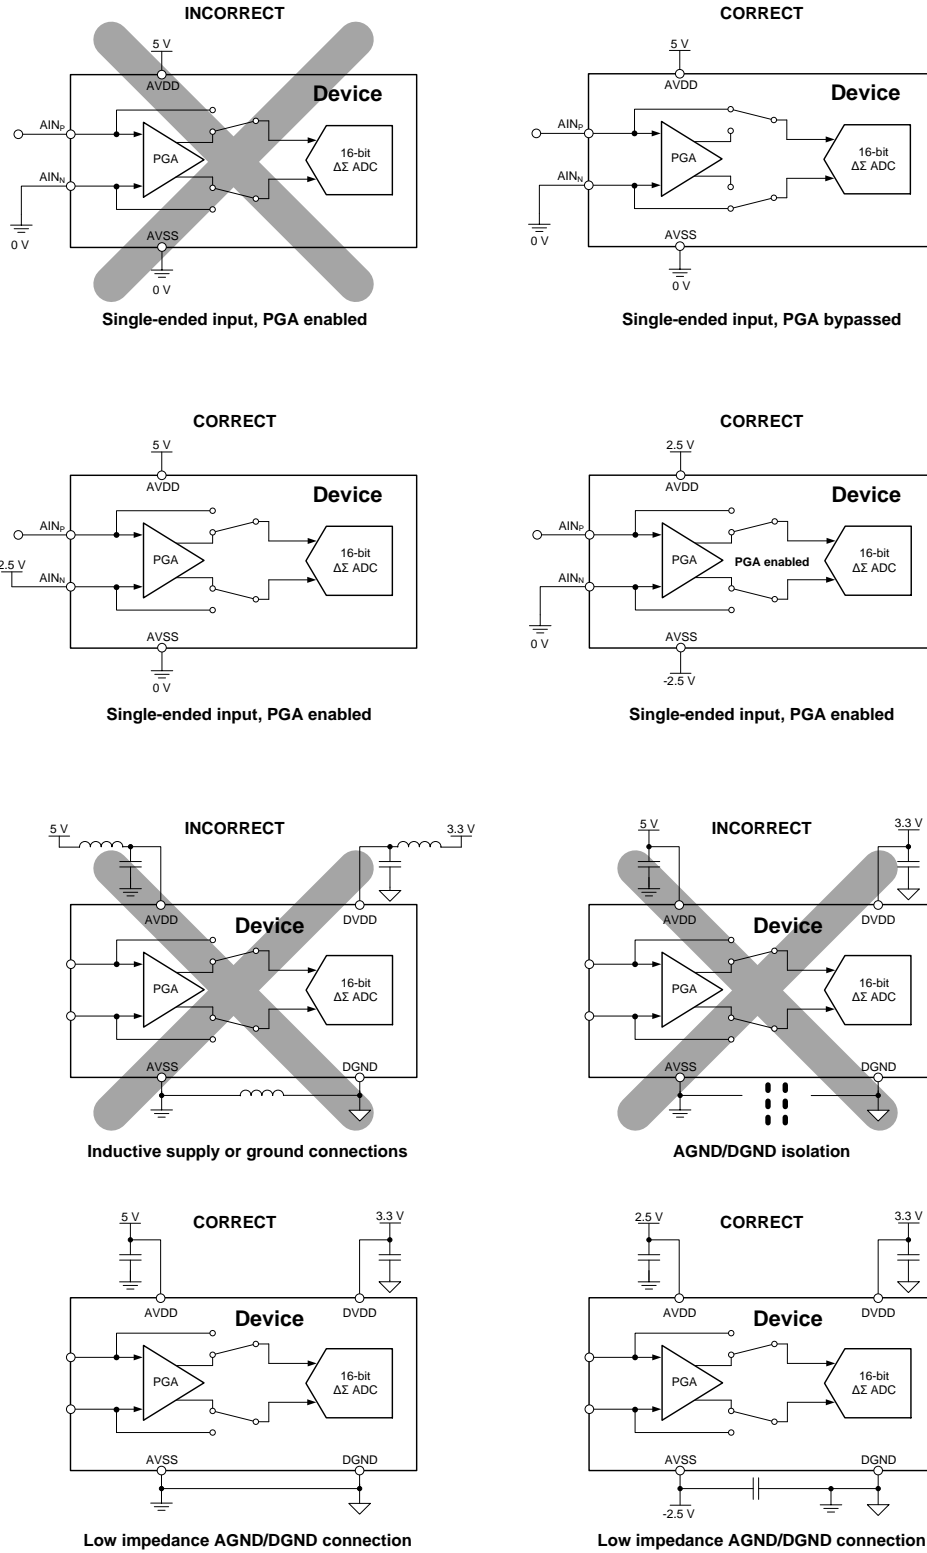 INCORRECT
5 V
AVDD
Device
AINP
PGA
16-bit
ΔΣ ADC
AINN
0 V
AVSS
0 V
Single-ended input, PGA enabled
CORRECT
5 V
AVDD
Device
AINP
PGA
16-bit
ΔΣ ADC
AINN
0 V
AVSS
0 V
Single-ended input, PGA bypassed
CORRECT
5 V
AVDD
Device
AINP
PGA
16-bit
ΔΣ ADC
2.5 V
AINN
AVSS
0 V
Single-ended input, PGA enabled
CORRECT
2.5 V
AVDD
Device
AINP
PGA
PGA enabled
16-bit
ΔΣ ADC
AINN
0 V
AVSS
-2.5 V
Single-ended input, PGA enabled
INCORRECT
5 V
3.3 V
AVDD
DVDD
Device
PGA
16-bit
ΔΣ ADC
AVSS
DGND
Inductive supply or ground connections
INCORRECT
5 V
3.3 V
AVDD
DVDD
Device
PGA
16-bit
ΔΣ ADC
AVSS
DGND
AGND/DGND isolation
CORRECT
5 V
3.3 V
AVDD
DVDD
Device
PGA
16-bit
ΔΣ ADC
AVSS
DGND
Low impedance AGND/DGND connection
CORRECT
2.5 V
3.3 V
AVDD
DVDD
Device
PGA
16-bit
ΔΣ ADC
AVSS
DGND
-2.5 V
Low impedance AGND/DGND connection